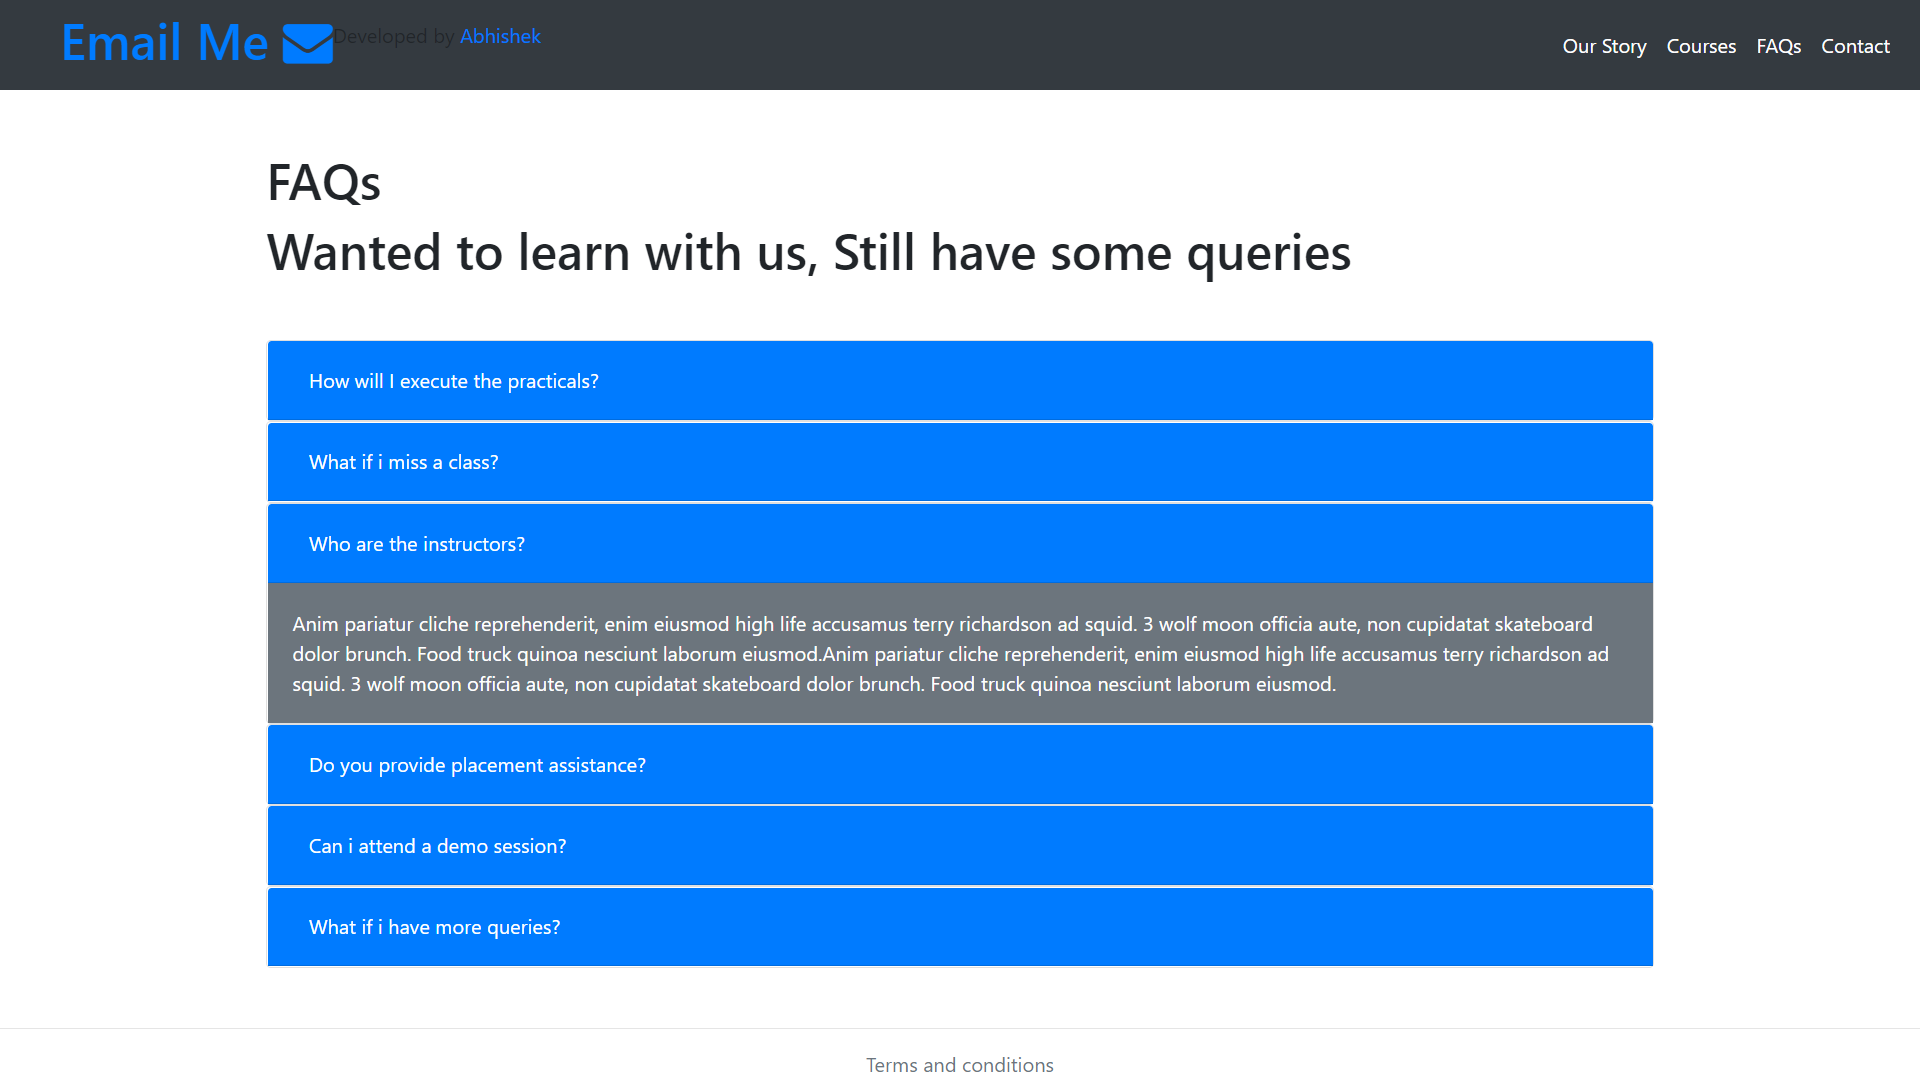 Email Me
Developed by Abhishek
Our Story
Courses
FAQs
Contact
FAQs
Wanted to learn with us, Still have some queries
How will I execute the practicals?
What if i miss a class?
Who are the instructors?
Anim pariatur cliche reprehenderit, enim eiusmod high life accusamus terry richardson ad squid. 3 wolf moon officia aute, non cupidatat skateboard
dolor brunch. Food truck quinoa nesciunt laborum eiusmod.Anim pariatur cliche reprehenderit, enim eiusmod high life accusamus terry richardson ad
squid. 3 wolf moon officia aute, non cupidatat skateboard dolor brunch. Food truck quinoa nesciunt laborum eiusmod.
Do you provide placement assistance?
Can i attend a demo session?
What if i have more queries?
Terms and conditions